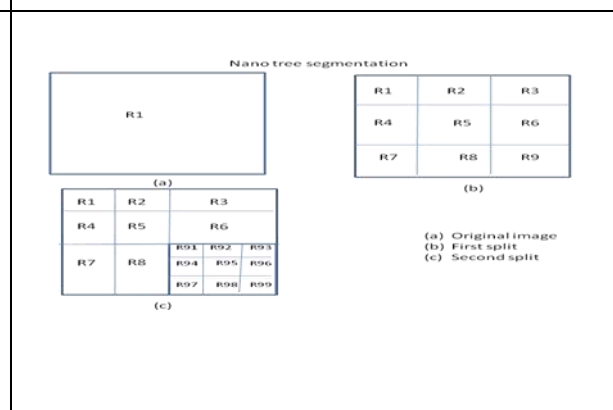 Nano tree segmentation
R1
(a)
R1 R2 R3
R4 R5 R6
R7 R8 R9
(b)
R1 R2 R3
R4 R5 R6
R7 R8
R91 R92 R93
R94 R95 R96
R97 R98 R99
(c)
(a) Original image
(b) First split
(c) Second split